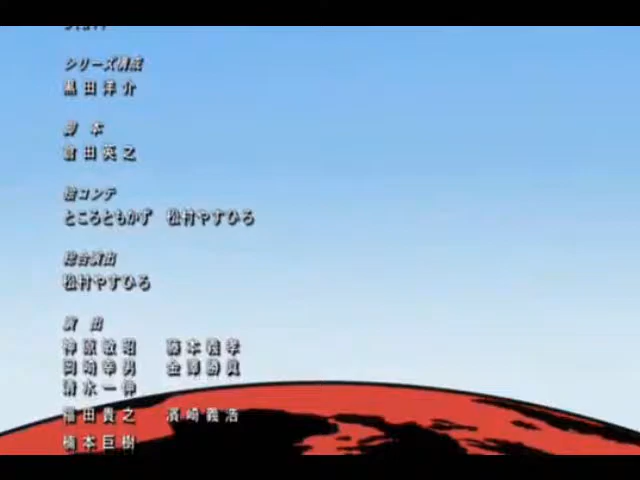 シリーズ構成
黒田洋介
脚本
倉田英之
絵コンテ
ところともかず 松村やすひろ
総合演出
松村やすひろ
演出
神原敏昭 藤本義孝
岡崎幸男 金澤勝眞
清水一伸
福田貴之 濱崎義浩
楠本巨樹